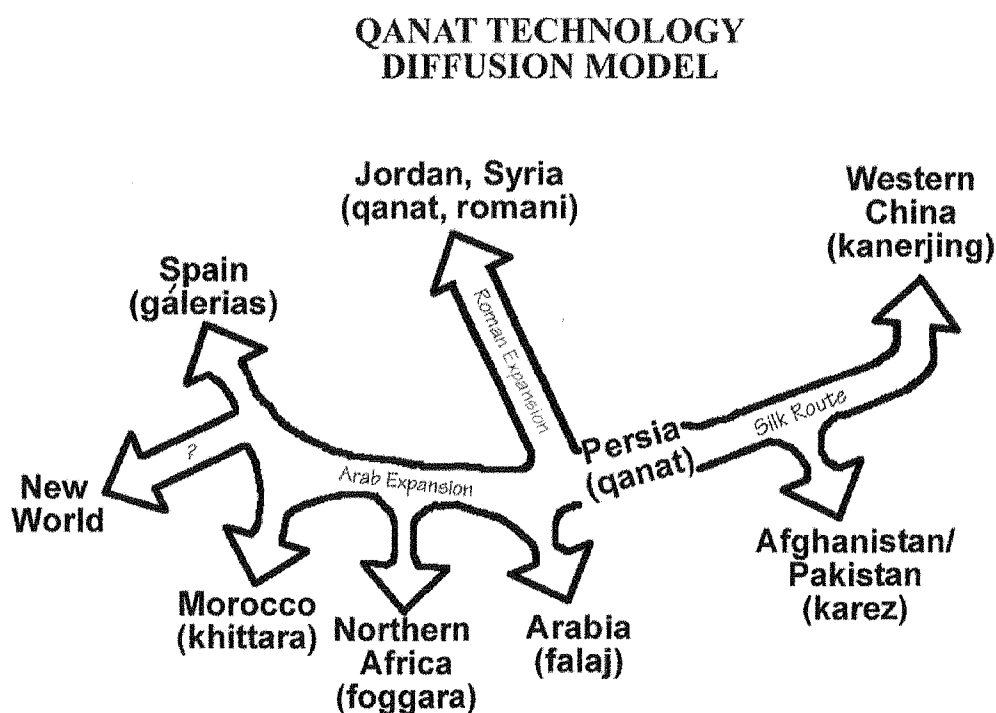 QANAT TECHNOLOGY
DIFFUSION MODEL
Jordan, Syria
(qanat, romani)
Western
China
(kanerjing)
Spain
(gálerias)
Roman Expansion
Silk Route
Persia
(qanat)
?
Arab Expansion
New
World
Afghanistan/
Pakistan
(karez)
Morocco
(khittara)
Northern
Africa
(foggara)
Arabia
(falaj)